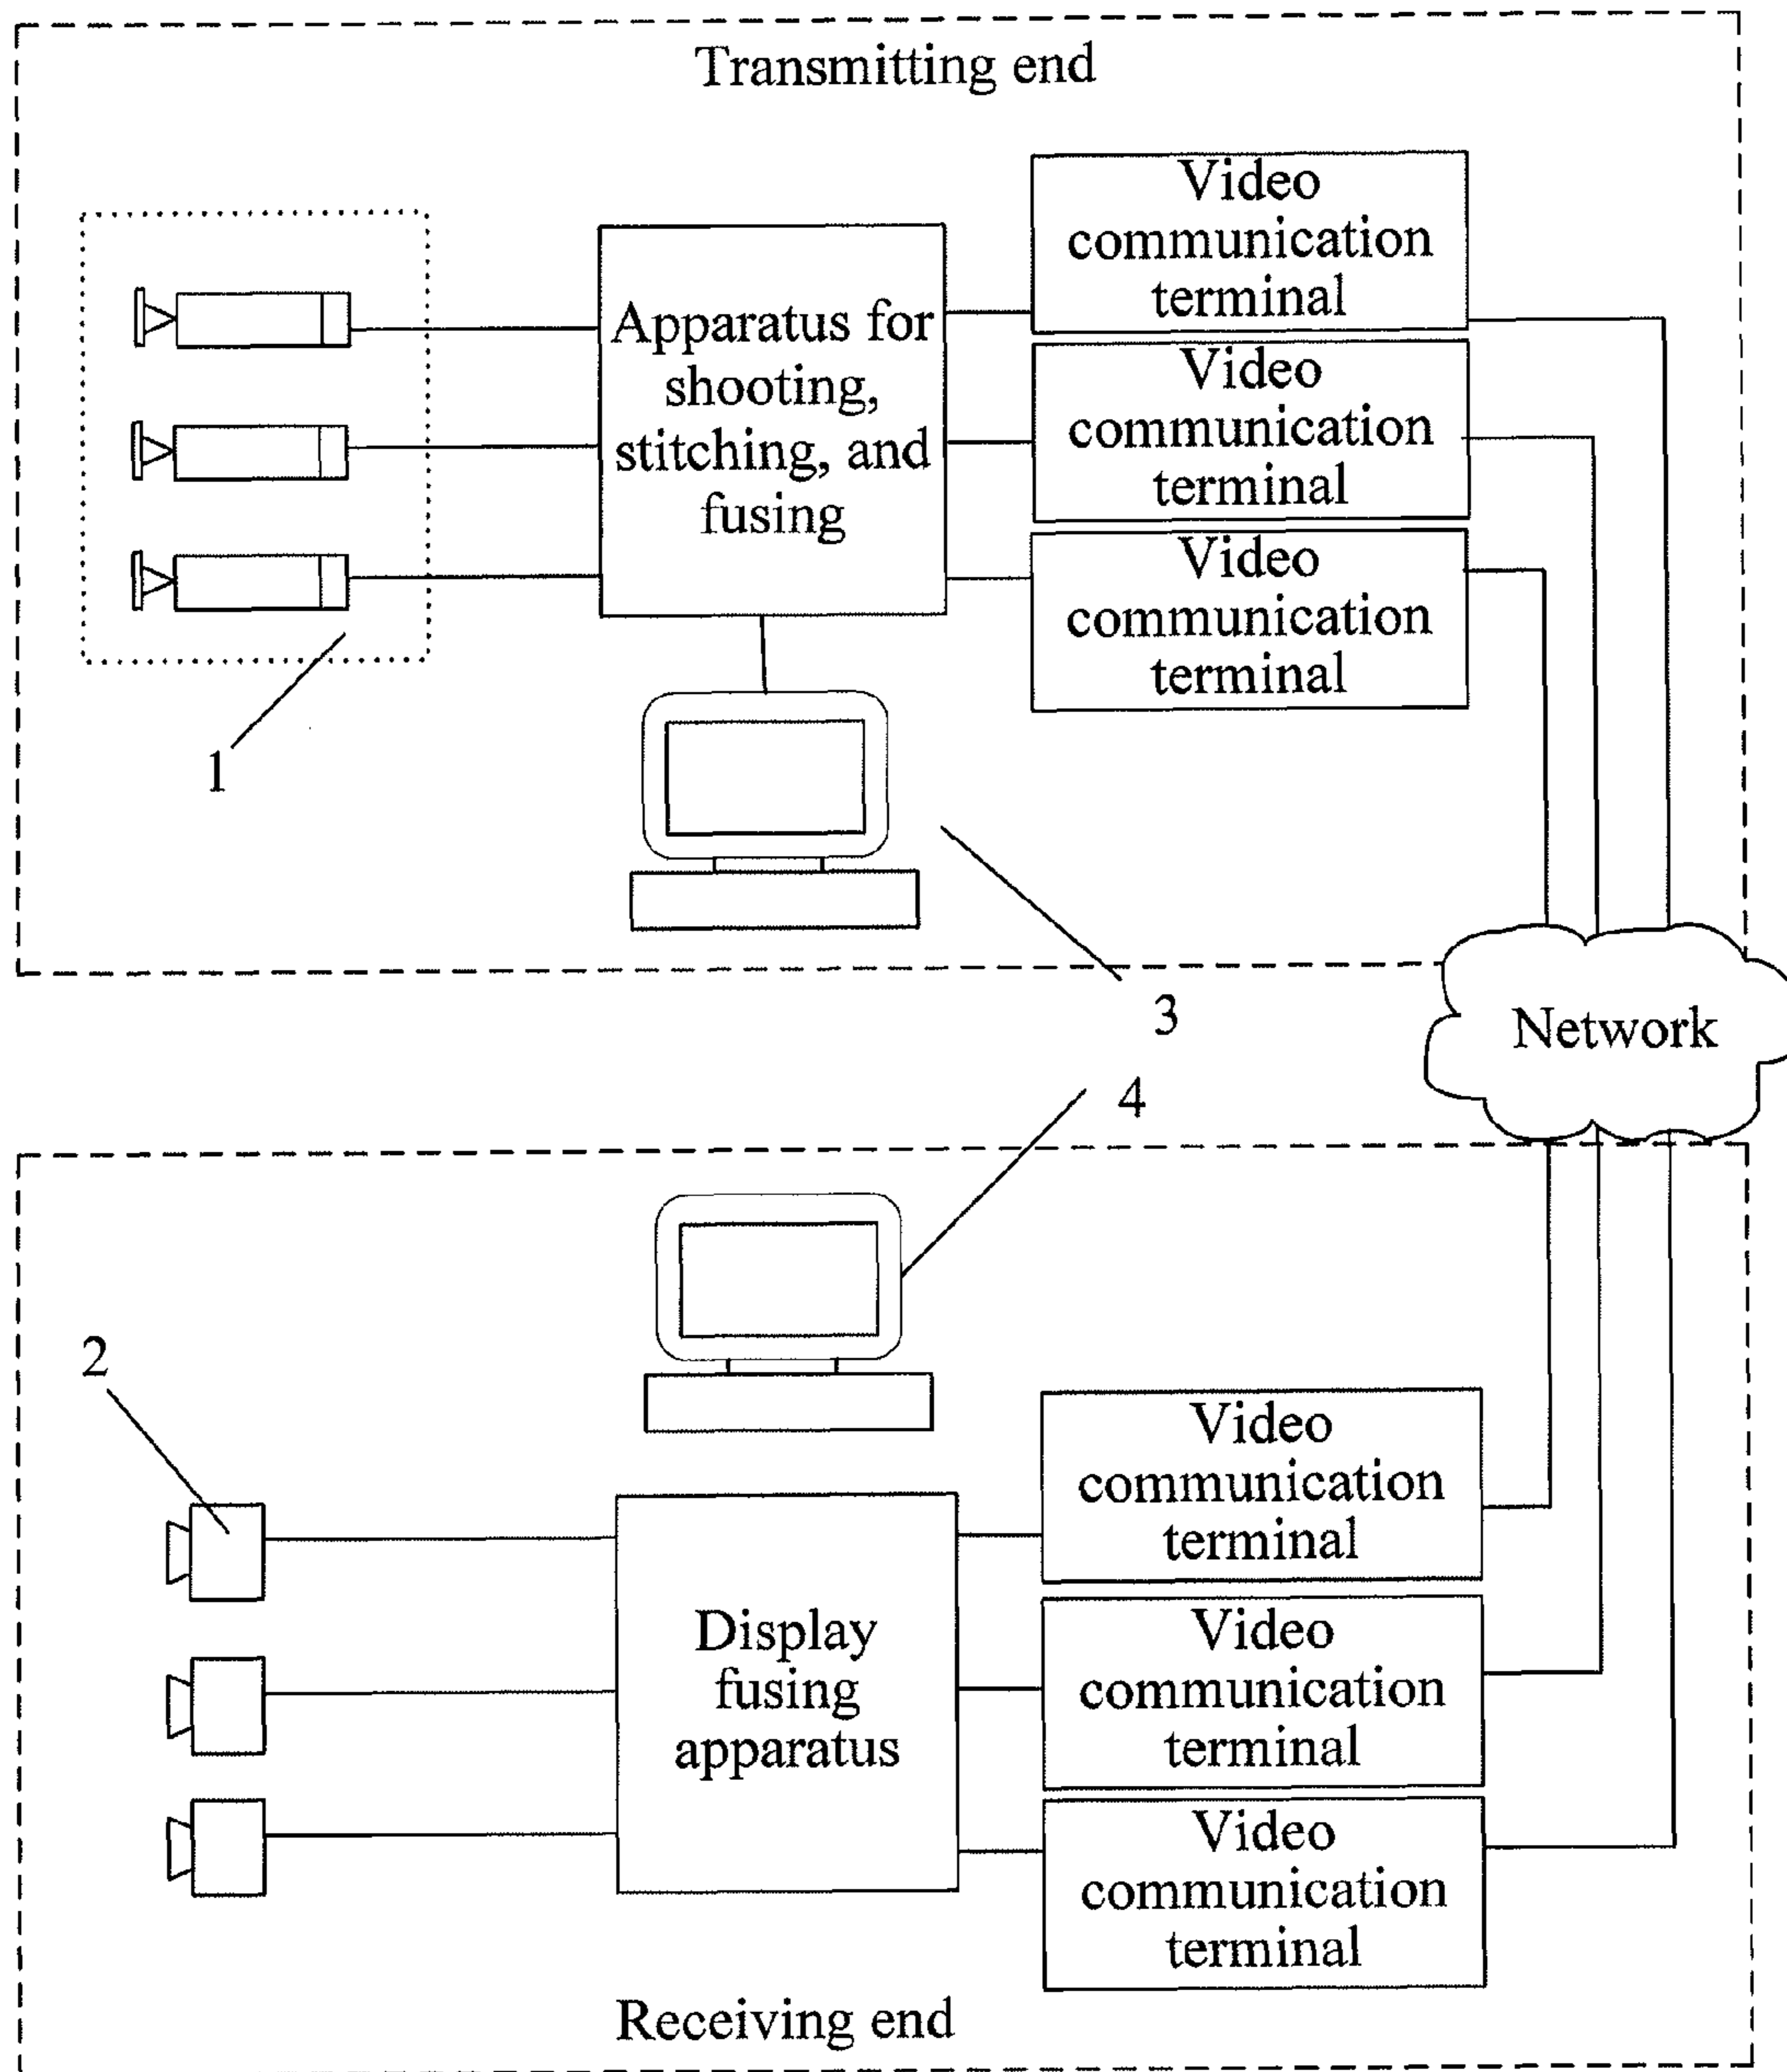 Transmitting end
Video
communication
terminal
Apparatus for
shooting,
stitching, and
fusing
Video
communication
terminal
Video
communication
terminal
1
3
Network
4
2
Video
communication
terminal
Display
fusing
apparatus
Video
communication
terminal
Video
communication
terminal
Receiving end